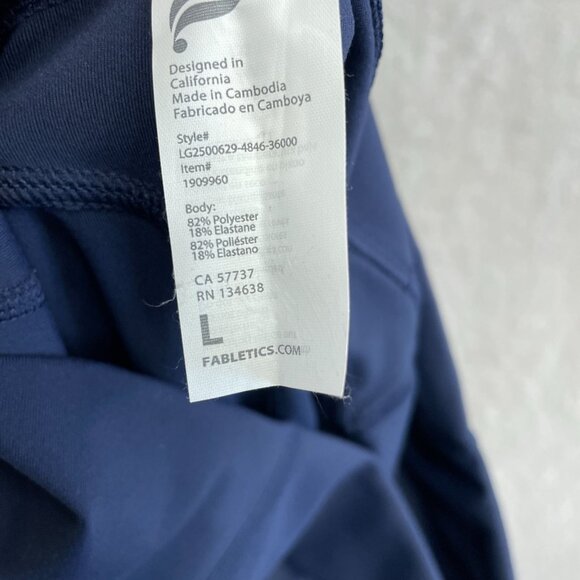 Designed in
California
Made in Cambodia
Fabricado en Camboya
Style#
LG2500629-4846-36000
Item#
1909960
Body:
82% Polyester
18% Elastane
82% Poliéster
18% Elastano
CA 57737
RN 134638
L
FABLETICS.COM